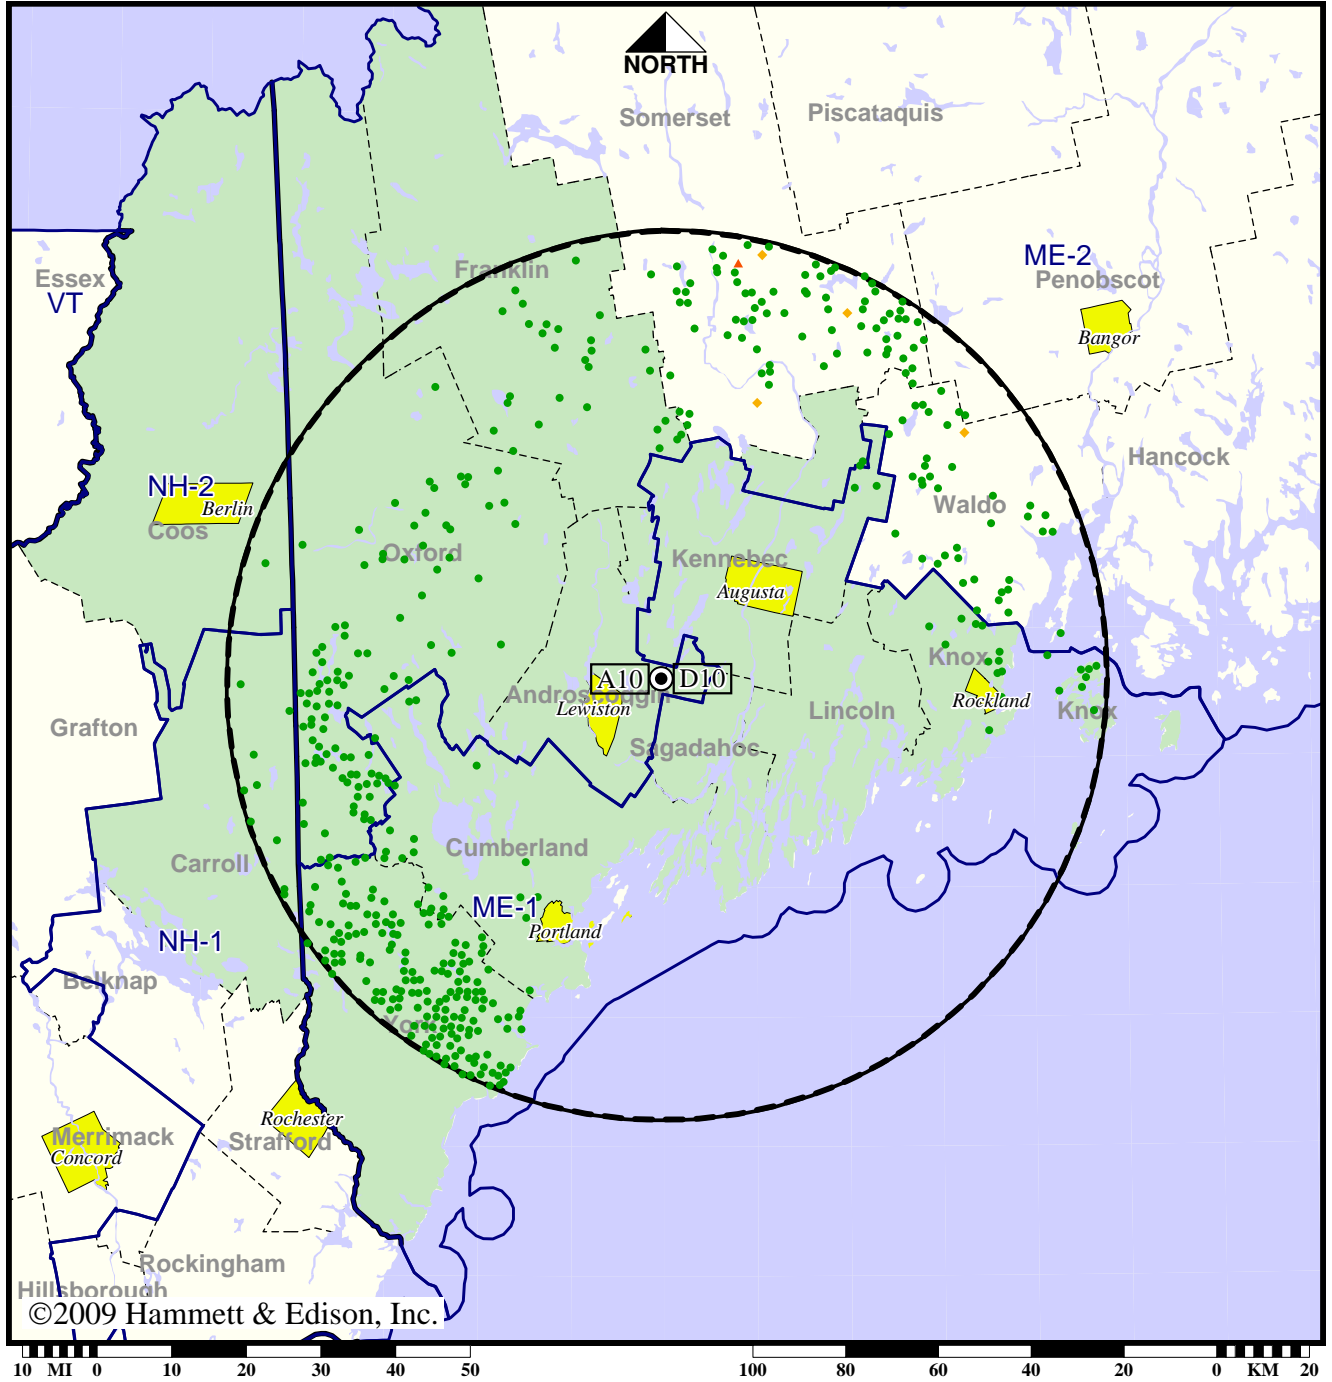 NORTH
Somerset
Piscataquis
ME-2
Penobscot
Essex
VT
Franklin
Bangor
Hancock
NH-2
Berlin
Coos
Waldo
Oxford
Kennebec
Augusta
Knox
A10 D10
Androscoggin
Lewiston
Rockland
Lincoln
Knox
Grafton
Sagadahoc
Cumberland
Carroll
ME-1
Portland
NH-1
Belknap
York
Rochester
Strafford
Merrimack
Concord
Rockingham
Hillsborough
©2009 Hammett & Edison, Inc.
10 MI 0 10 20 30 40 50 100 80 60 40 20 0 KM 20